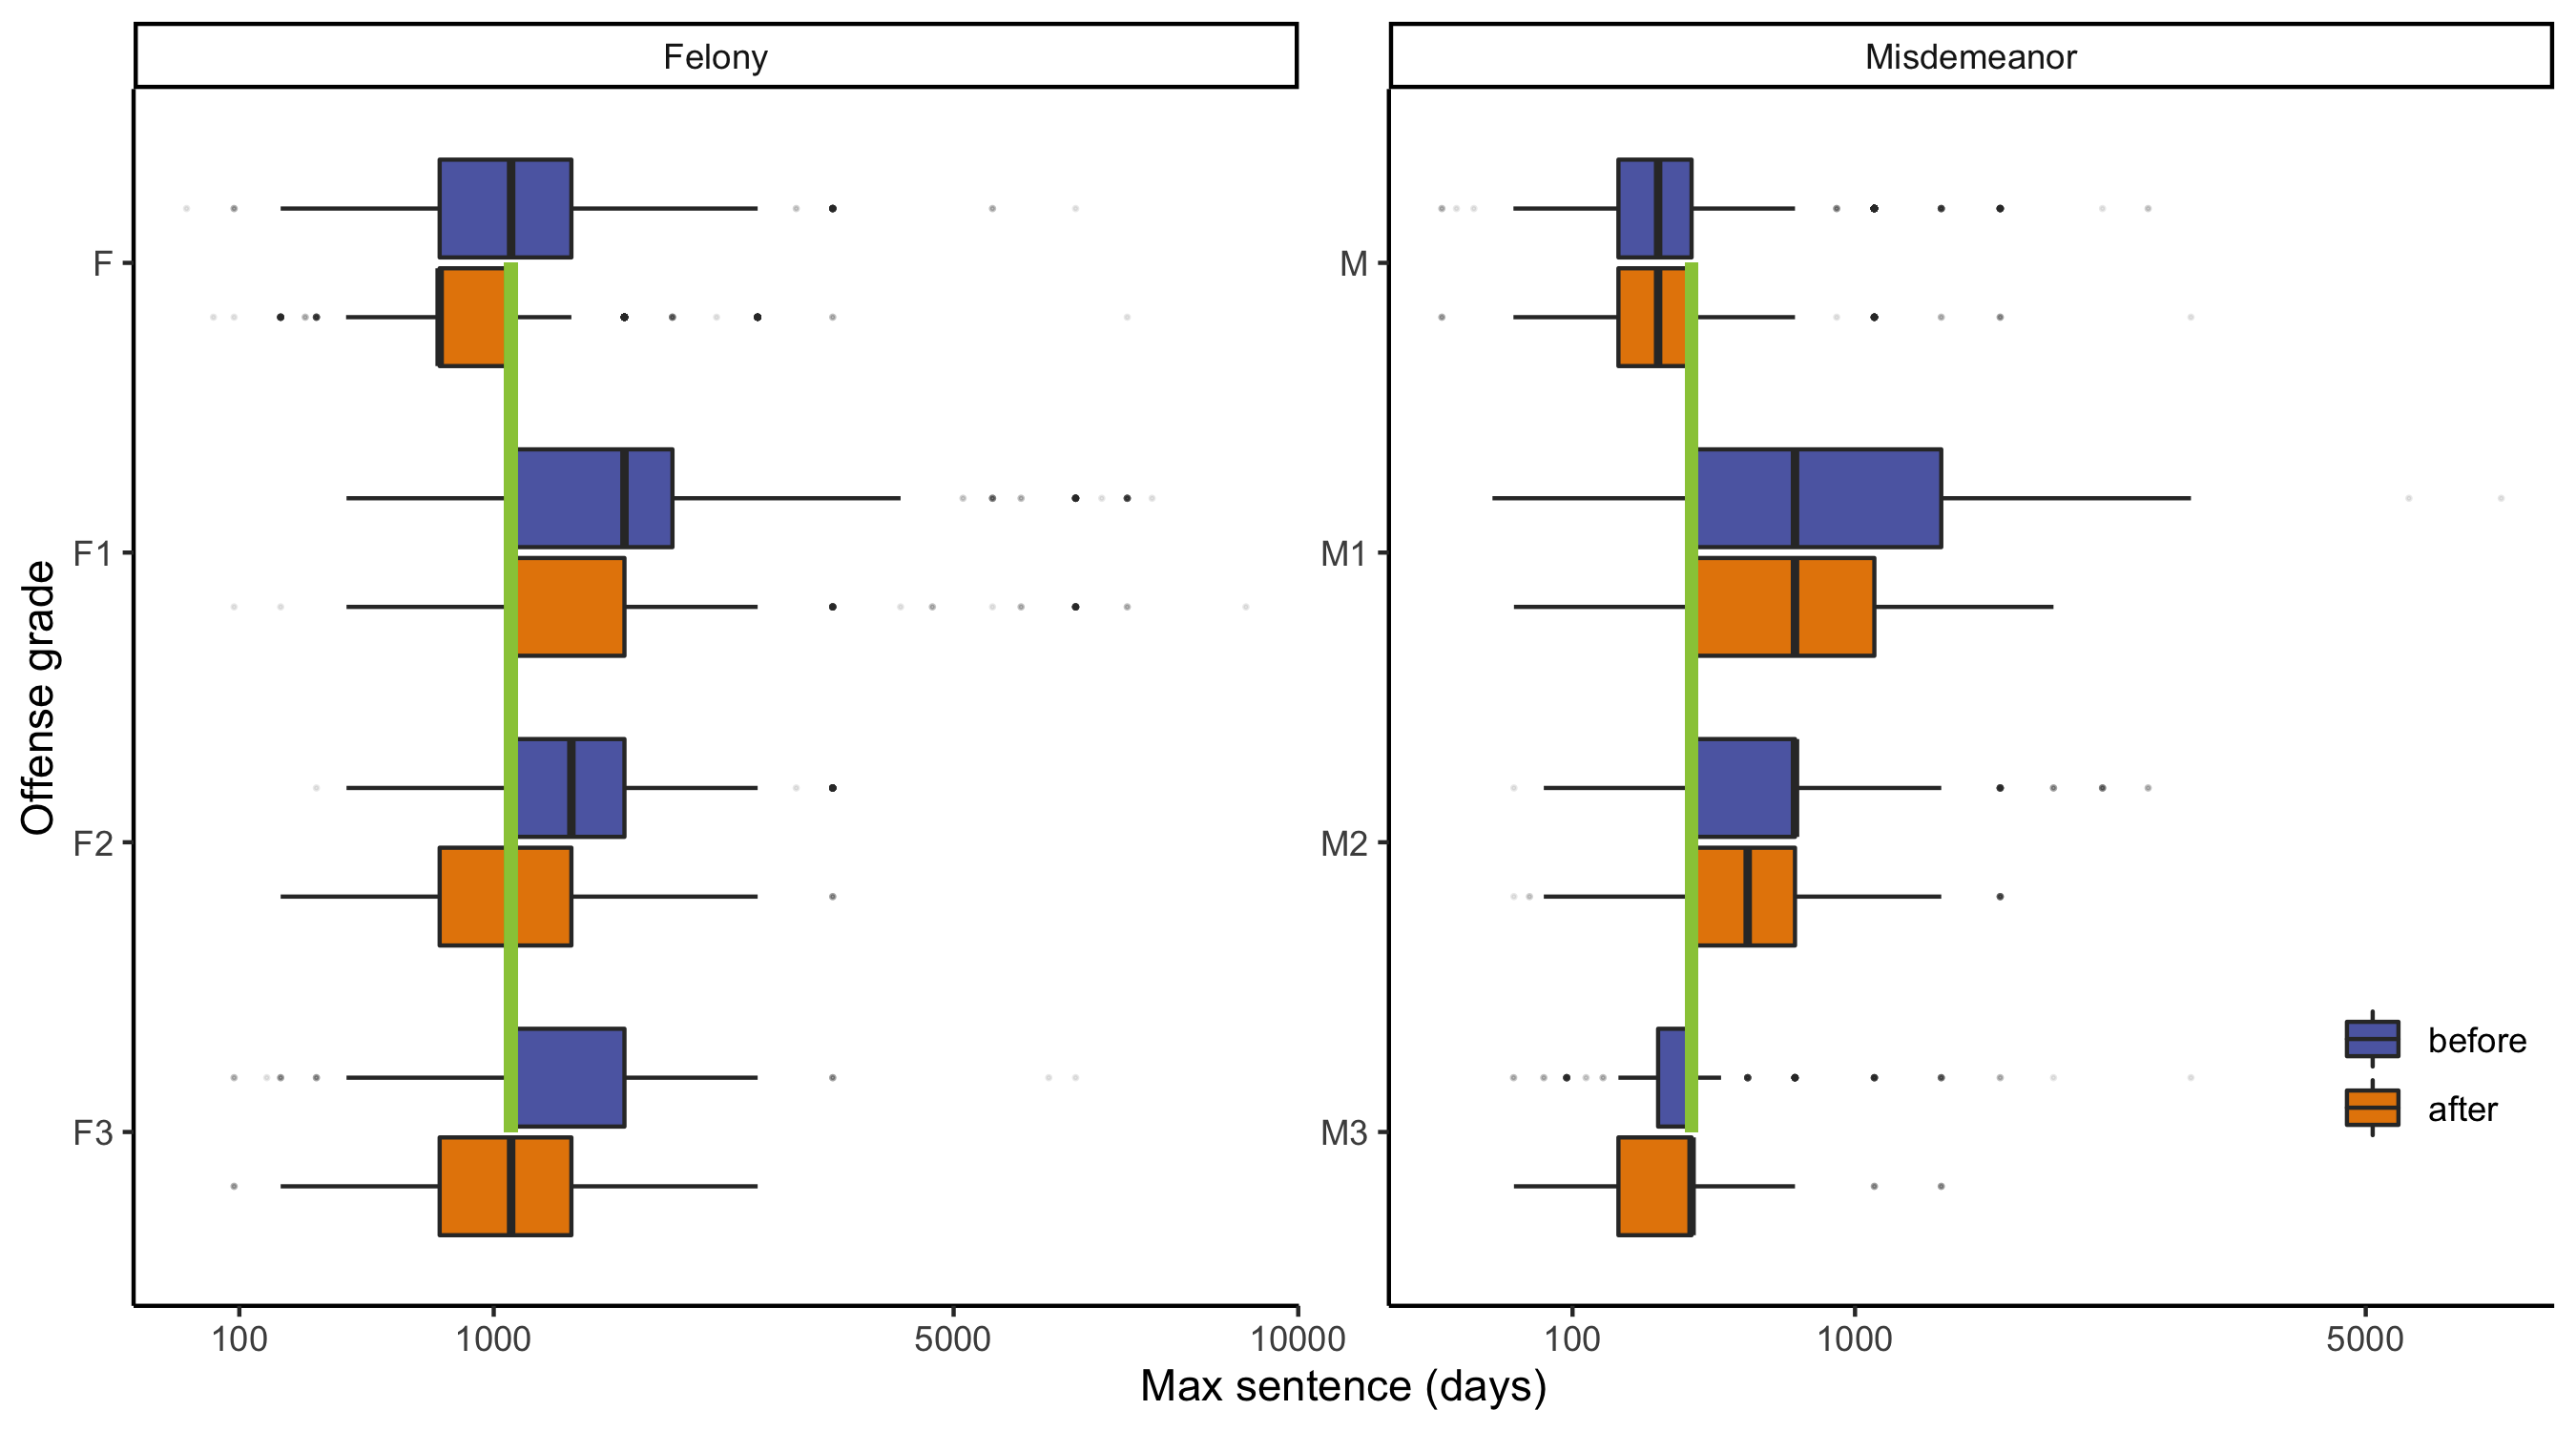 Felony
Misdemeanor
Offense grade
F
F1
F2
F3
M
M1
M2
M3
before
after
100 1000 5000 10000
100 1000 5000
Max sentence (days)